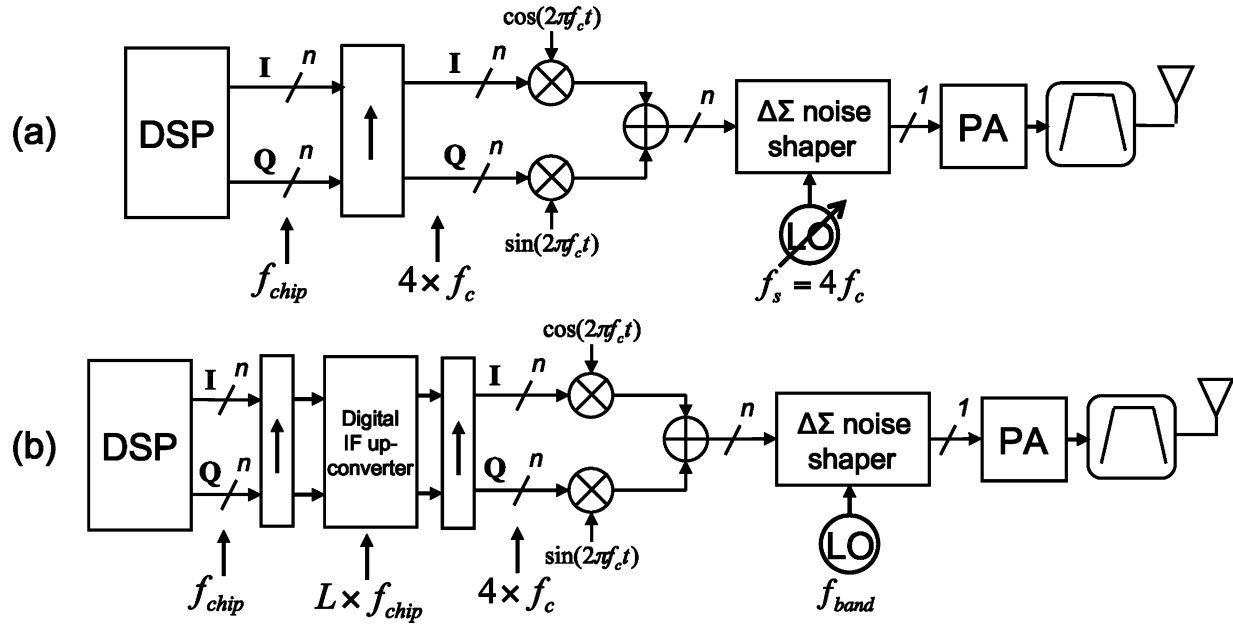 cos(2πf_c t)
I n I n
n 1
(a) DSP ΔΣ noise shaper PA
Q n Q n
LO
sin(2πf_c t)
f_chip 4 × f_c f_s = 4f_c
cos(2πf_c t)
I n I n
n 1
(b) DSP Digital IF up-converter ΔΣ noise shaper PA
Q n Q n
LO
sin(2πf_c t)
f_chip L × f_chip 4 × f_c f_band